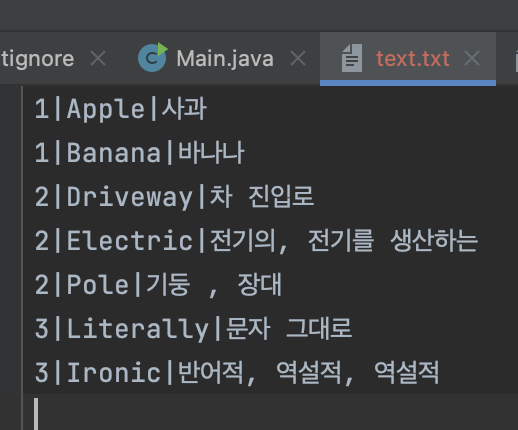 tignore
Main.java
text.txt
1|Apple|사과
1|Banana|바나나
2|Driveway|차 진입로
2|Electric|전기의, 전기를 생산하는
2|Pole|기둥 , 장대
3|Literally|문자 그대로
3|Ironic|반어적, 역설적, 역설적